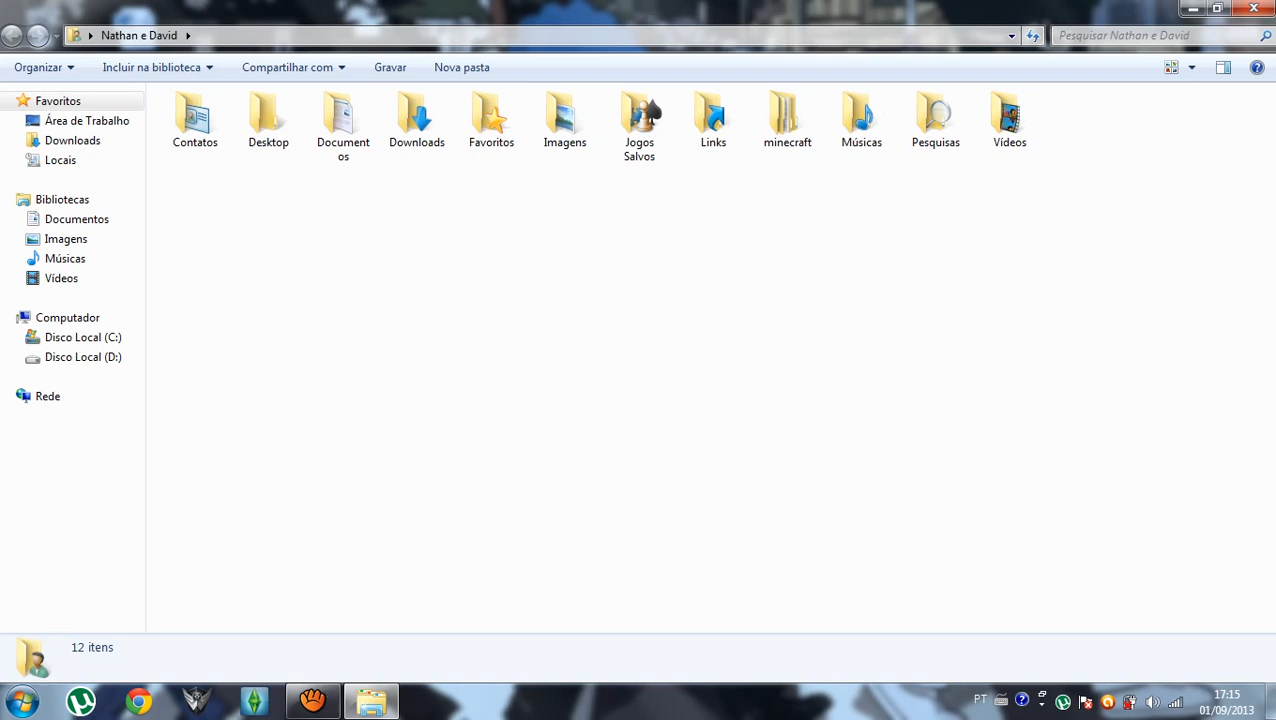 Nathan e David
Pesquisar Nathan e David
Organizar
Incluir na biblioteca
Compartilhar com
Gravar
Nova pasta
Favoritos
Área de Trabalho
Downloads
Locais
Bibliotecas
Documentos
Imagens
Músicas
Vídeos
Computador
Disco Local (C:)
Disco Local (D:)
Rede
Contatos
Desktop
Document
os
Downloads
Favoritos
Imagens
Jogos
Salvos
Links
minecraft
Músicas
Pesquisas
Vídeos
12 itens
PT
17:15
01/09/2013